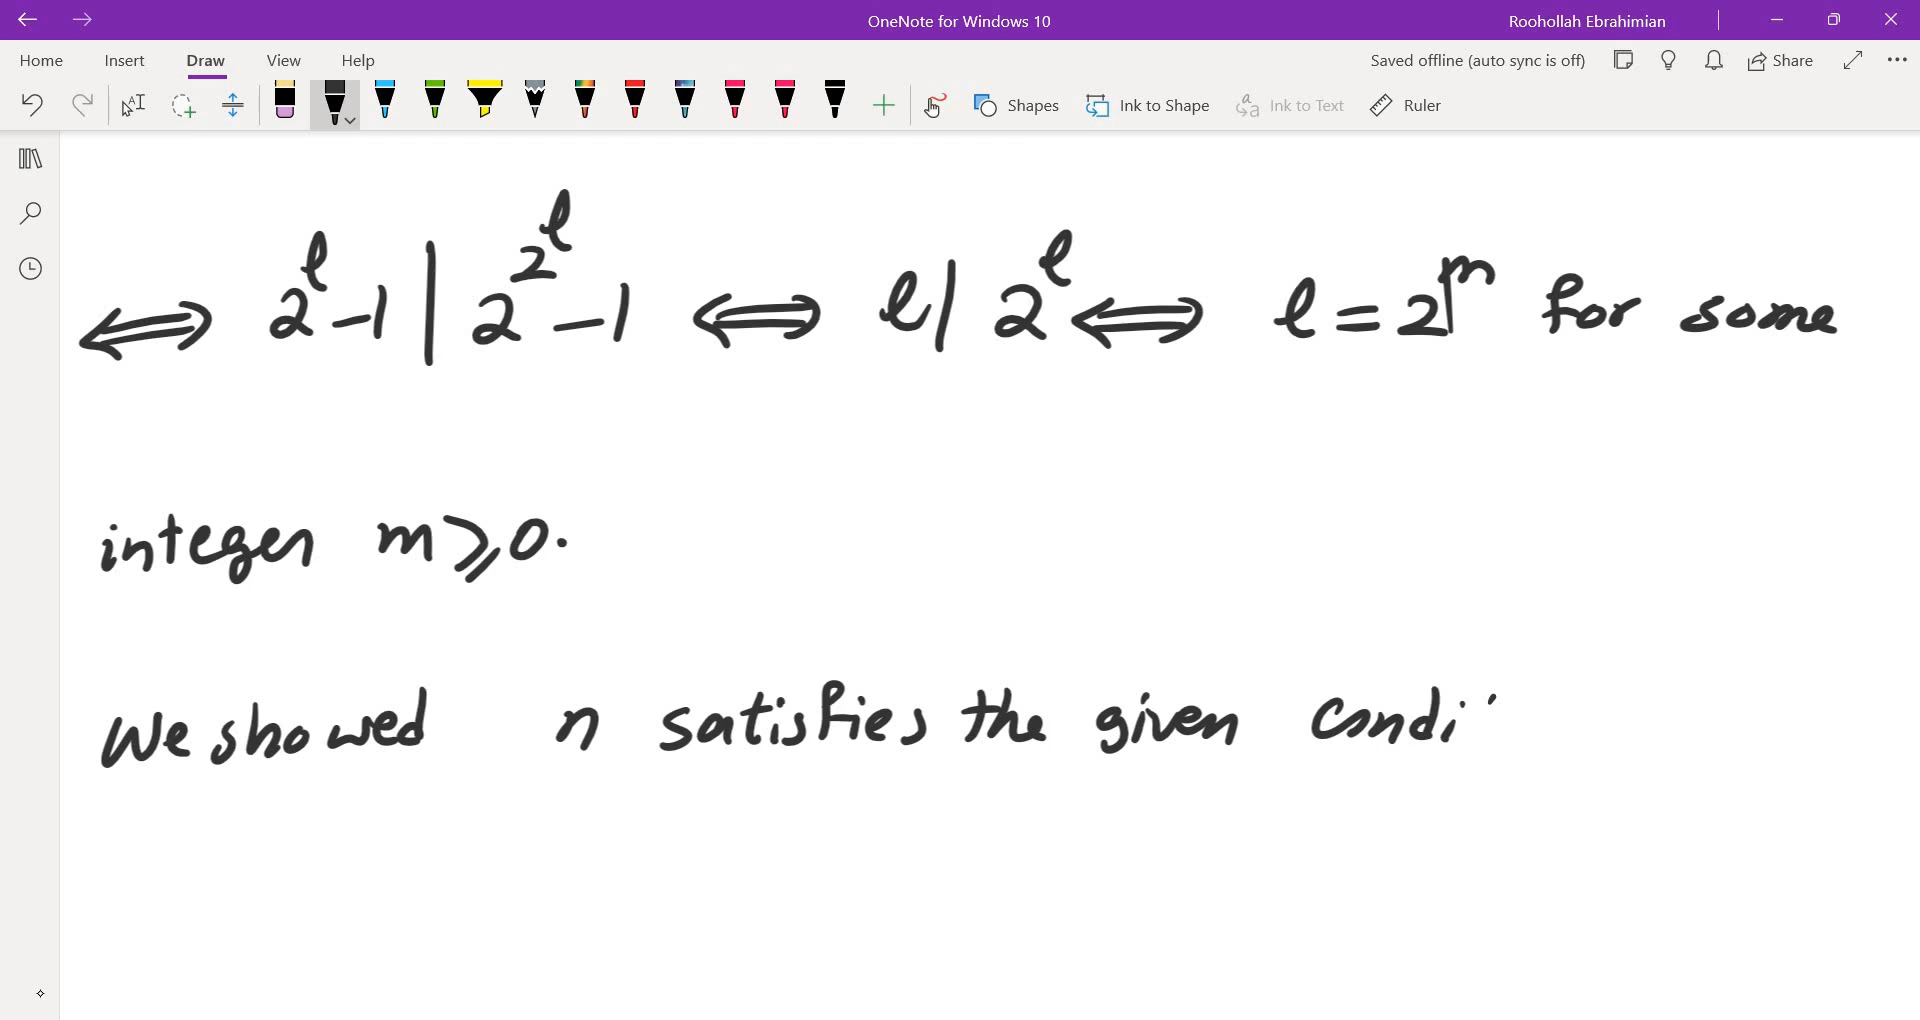 OneNote for Windows 10
Roohollah Ebrahimian
Home Insert Draw View Help
Saved offline (auto sync is off) Share
Shapes Ink to Shape Ink to Text Ruler
⟺ 2^ℓ-1 | 2^2^ℓ-1 ⟺ ℓ | 2^ℓ ⟺ ℓ = 2^m for some
integer m ⩾ 0.
We showed n satisfies the given condi